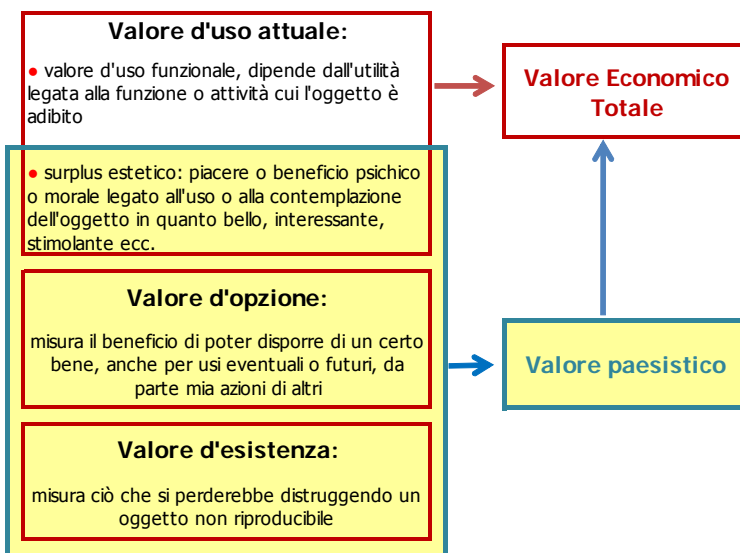 Valore d'uso attuale:
● valore d'uso funzionale, dipende dall'utilità
legata alla funzione o attività cui l'oggetto è
adibito
● surplus estetico: piacere o beneficio psichico
o morale legato all'uso o alla contemplazione
dell'oggetto in quanto bello, interessante,
stimolante ecc.
Valore d'opzione:
misura il beneficio di poter disporre di un certo
bene, anche per usi eventuali o futuri, da
parte mia azioni di altri
Valore d'esistenza:
misura ciò che si perderebbe distruggendo un
oggetto non riproducibile
Valore Economico
Totale
Valore paesistico